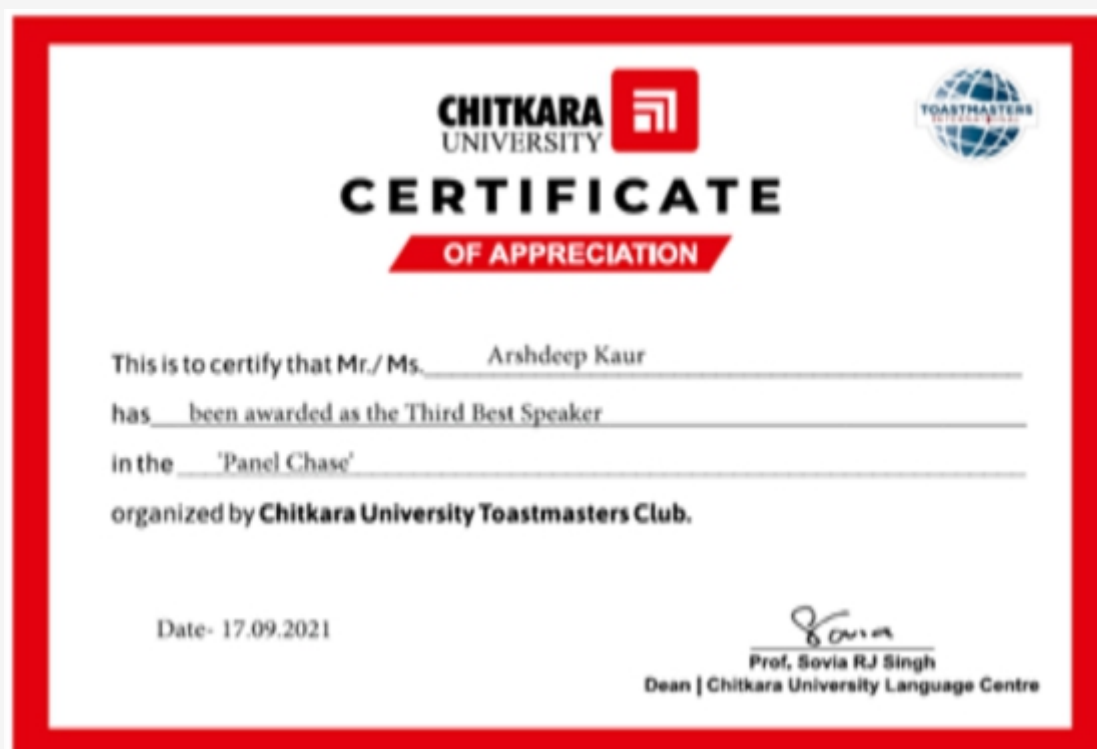 CHITKARA
UNIVERSITY
TOASTMASTERS
INTERNATIONAL
CERTIFICATE
OF APPRECIATION
This is to certify that Mr./ Ms. Arshdeep Kaur
has been awarded as the Third Best Speaker
in the 'Panel Chase'
organized by Chitkara University Toastmasters Club.
Date- 17.09.2021
Sovia
Prof. Sovia RJ Singh
Dean | Chitkara University Language Centre